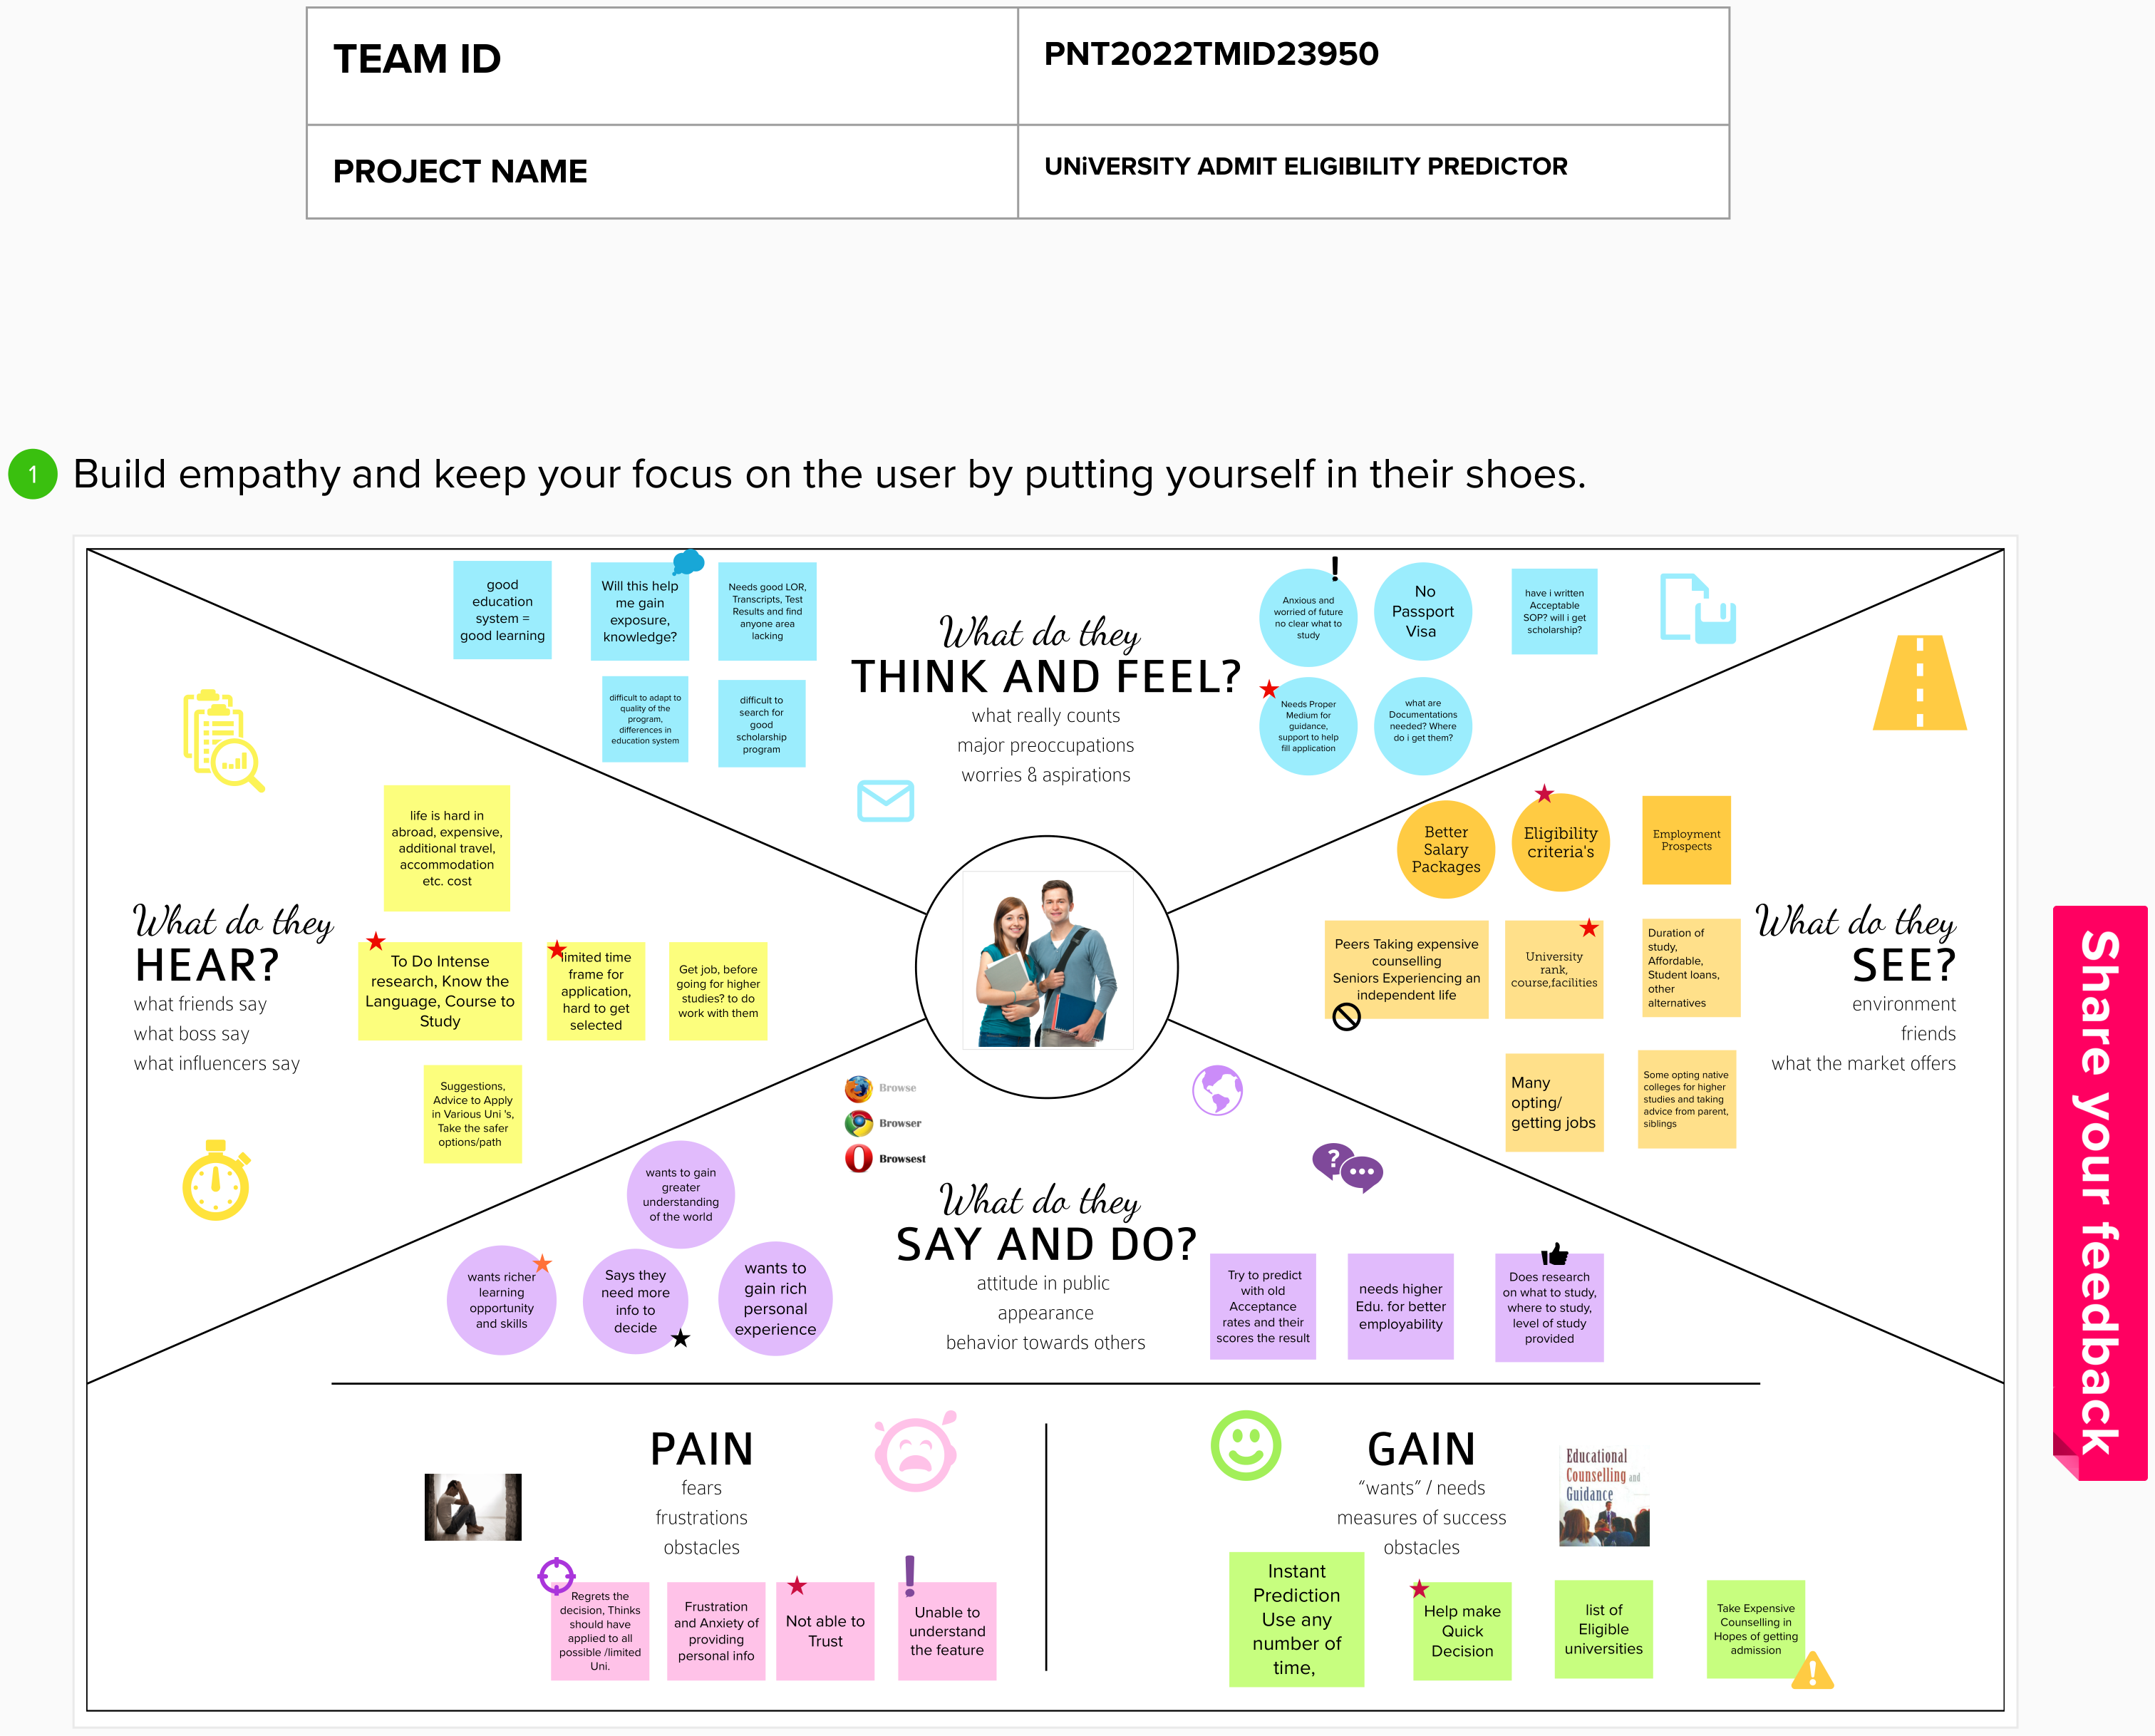 TEAM ID
PNT2022TMID23950
PROJECT NAME
UNiVERSITY ADMIT ELIGIBILITY PREDICTOR
1
Build empathy and keep your focus on the user by putting yourself in their shoes.
good
education
system =
good learning
Will this help
me gain
exposure,
knowledge?
Needs good LOR,
Transcripts, Test
Results and find
anyone area
lacking
difficult to adapt to
quality of the
program,
differences in
education system
difficult to
search for
good
scholarship
program
What do they
THINK AND FEEL?
what really counts
major preoccupations
worries & aspirations
Anxious and
worried of future
no clear what to
study
No
Passport
Visa
have i written
Acceptable
SOP? will i get
scholarship?
Needs Proper
Medium for
guidance,
support to help
fill application
what are
Documentations
needed? Where
do i get them?
What do they
HEAR?
what friends say
what boss say
what influencers say
life is hard in
abroad, expensive,
additional travel,
accommodation
etc. cost
To Do Intense
research, Know the
Language, Course to
Study
limited time
frame for
application,
hard to get
selected
Get job, before
going for higher
studies? to do
work with them
Suggestions,
Advice to Apply
in Various Uni 's,
Take the safer
options/path
Better
Salary
Packages
Eligibility
criteria's
Employment
Prospects
Peers Taking expensive
counselling
Seniors Experiencing an
independent life
University
rank,
course,facilities
Duration of
study,
Affordable,
Student loans,
other
alternatives
Many
opting/
getting jobs
Some opting native
colleges for higher
studies and taking
advice from parent,
siblings
What do they
SEE?
environment
friends
what the market offers
Share your feedback
Browse
Browser
Browsest
wants to gain
greater
understanding
of the world
wants richer
learning
opportunity
and skills
Says they
need more
info to
decide
wants to
gain rich
personal
experience
What do they
SAY AND DO?
attitude in public
appearance
behavior towards others
Try to predict
with old
Acceptance
rates and their
scores the result
needs higher
Edu. for better
employability
Does research
on what to study,
where to study,
level of study
provided
PAIN
fears
frustrations
obstacles
Regrets the
decision, Thinks
should have
applied to all
possible /limited
Uni.
Frustration
and Anxiety of
providing
personal info
Not able to
Trust
Unable to
understand
the feature
GAIN
“wants” / needs
measures of success
obstacles
Educational
Counselling and
Guidance
Instant
Prediction
Use any
number of
time,
Help make
Quick
Decision
list of
Eligible
universities
Take Expensive
Counselling in
Hopes of getting
admission